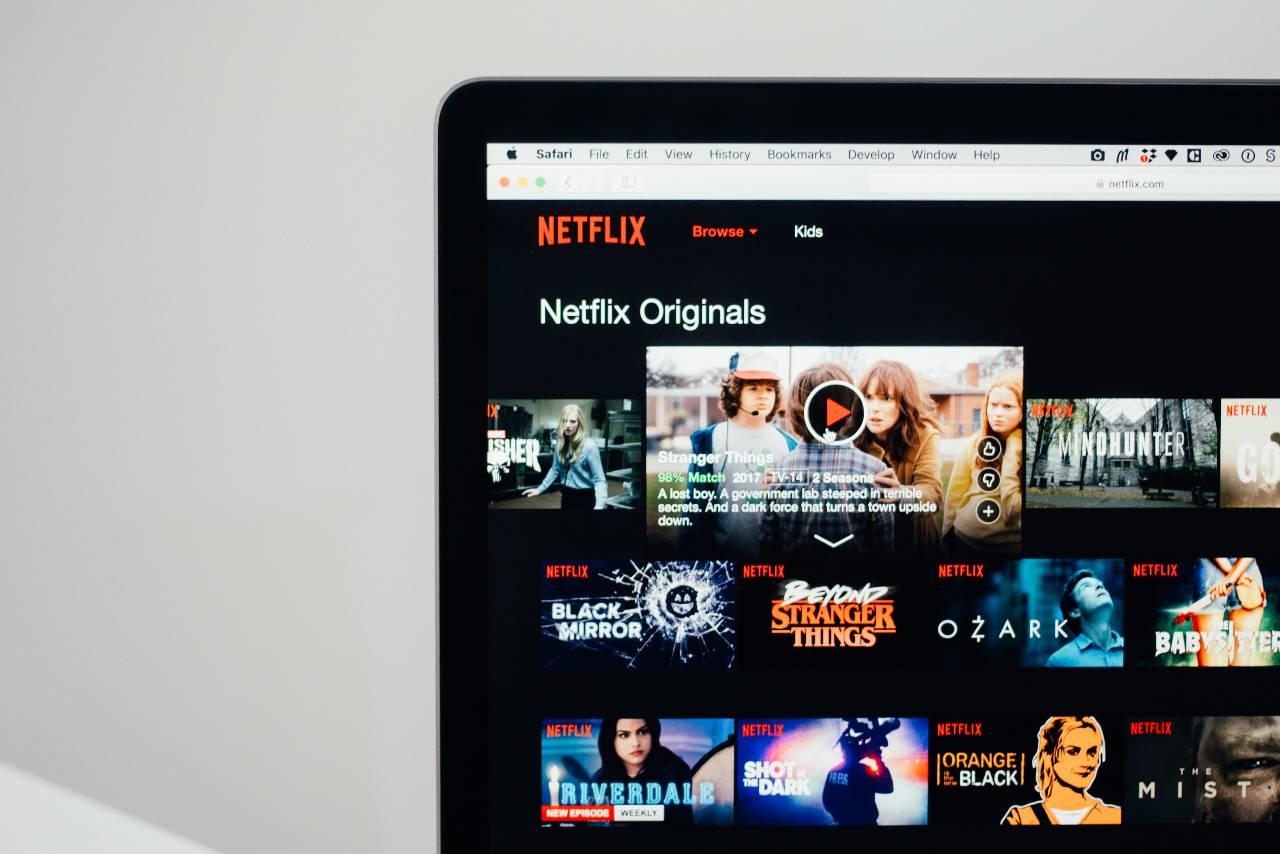 Safari File Edit View History Bookmarks Develop Window Help
netflix.com
NETFLIX Browse Kids
Netflix Originals
NETFLIX
NETFLIX
MINDHUNTER
Stranger Things
98% Match 2017 TV-14 2 Seasons
A lost boy. A government lab steeped in terrible
secrets. And a dark force that turns a town upside
down.
NETFLIX
BLACK
MIRROR
NETFLIX
BEYOND
STRANGER
THINGS
NETFLIX
OZARK
NETFLIX
THE
BABYSITTER
NETFLIX
RIVERDALE
NEW EPISODE WEEKLY
NETFLIX
SHOT IN
THE DARK
NETFLIX
ORANGE
IS THE NEW BLACK
NETFLIX
THE
MIST